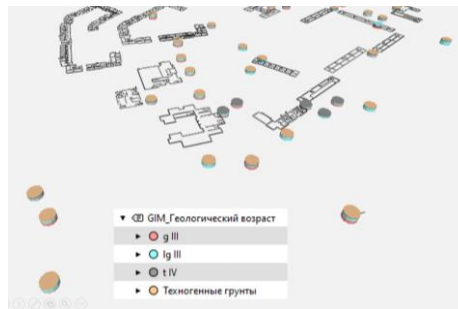 GIM_Геологический возраст
g III
lg III
t IV
Техногенные грунты